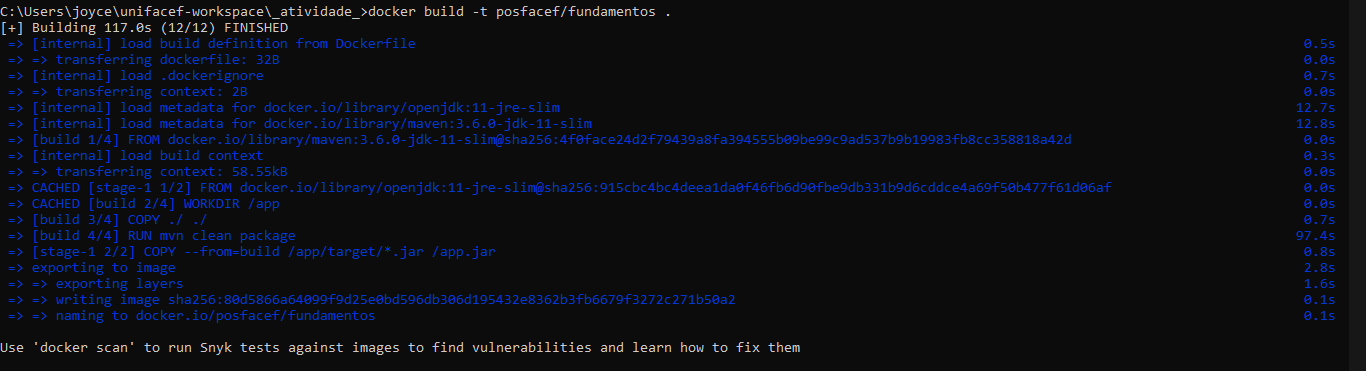 C:\Users\joyce\unifacef-workspace\_atividade_>docker build -t posfacef/fundamentos .
[+] Building 117.0s (12/12) FINISHED
=> [internal] load build definition from Dockerfile 0.5s
=> => transferring dockerfile: 32B 0.0s
=> [internal] load .dockerignore 0.7s
=> => transferring context: 2B 0.0s
=> [internal] load metadata for docker.io/library/openjdk:11-jre-slim 12.7s
=> [internal] load metadata for docker.io/library/maven:3.6.0-jdk-11-slim 12.8s
=> [build 1/4] FROM docker.io/library/maven:3.6.0-jdk-11-slim@sha256:4f0face24d2f79439a8fa394555b09be99c9ad537b9b19983fb8cc358818a42d 0.0s
=> [internal] load build context 0.3s
=> => transferring context: 58.55kB 0.0s
=> CACHED [stage-1 1/2] FROM docker.io/library/openjdk:11-jre-slim@sha256:915cbc4bc4deea1da0f46fb6d90fbe9db331b9d6cddce4a69f50b477f61d06af 0.0s
=> CACHED [build 2/4] WORKDIR /app 0.0s
=> [build 3/4] COPY ./ ./ 0.7s
=> [build 4/4] RUN mvn clean package 97.4s
=> [stage-1 2/2] COPY --from=build /app/target/*.jar /app.jar 0.8s
=> exporting to image 2.8s
=> => exporting layers 1.6s
=> => writing image sha256:80d5866a64099f9d25e0bd596db306d195432e8362b3fb6679f3272c271b50a2 0.1s
=> => naming to docker.io/posfacef/fundamentos 0.1s
Use 'docker scan' to run Snyk tests against images to find vulnerabilities and learn how to fix them